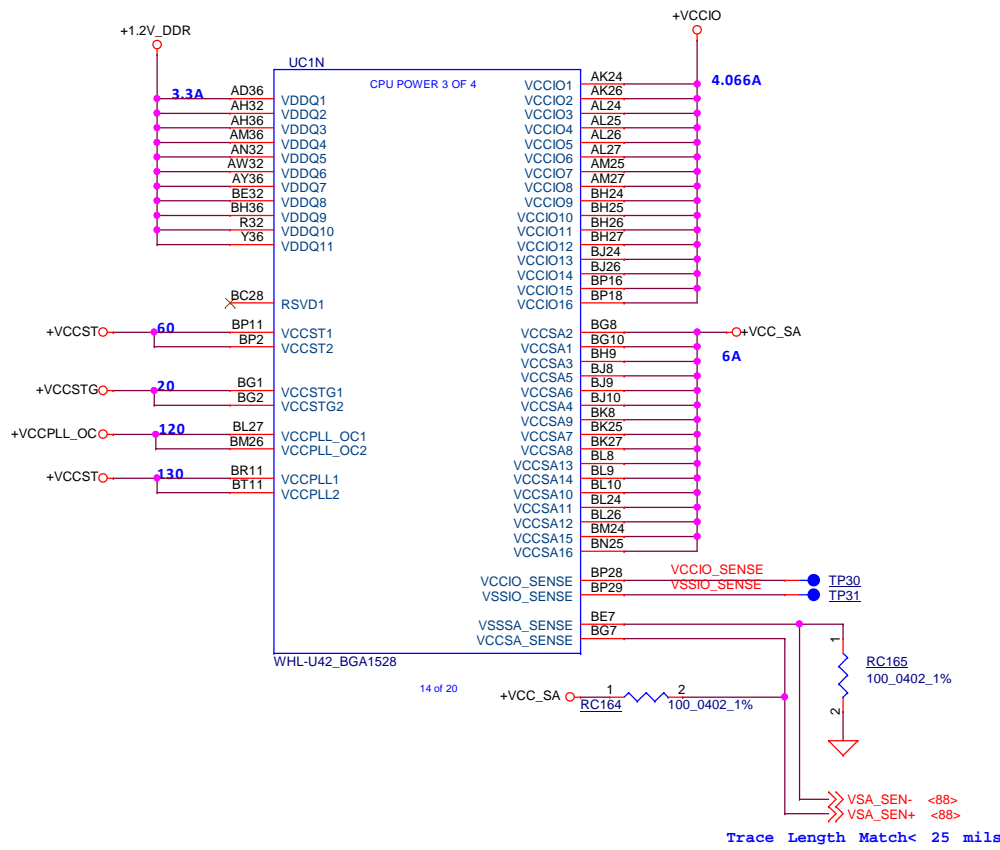 +1.2V_DDR
+VCCIO
UC1N
CPU POWER 3 OF 4
3.3A
4.066A
AD36 VDDQ1
AH32 VDDQ2
AH36 VDDQ3
AM36 VDDQ4
AN32 VDDQ5
AW32 VDDQ6
AY36 VDDQ7
BE32 VDDQ8
BH36 VDDQ9
R32 VDDQ10
Y36 VDDQ11
BC28 RSVD1
+VCCST 60 BP11 VCCST1
BP2 VCCST2
+VCCSTG 20 BG1 VCCSTG1
BG2 VCCSTG2
+VCCPLL_OC 120 BL27 VCCPLL_OC1
BM26 VCCPLL_OC2
+VCCST 130 BR11 VCCPLL1
BT11 VCCPLL2
VCCIO1 AK24
VCCIO2 AK26
VCCIO3 AL24
VCCIO4 AL25
VCCIO5 AL26
VCCIO6 AL27
VCCIO7 AM25
VCCIO8 AM27
VCCIO9 BH24
VCCIO10 BH25
VCCIO11 BH26
VCCIO12 BH27
VCCIO13 BJ24
VCCIO14 BJ26
VCCIO15 BP16
VCCIO16 BP18
VCCSA2 BG8 +VCC_SA
VCCSA1 BG10
6A
VCCSA3 BH9
VCCSA5 BJ8
VCCSA6 BJ9
VCCSA4 BJ10
VCCSA9 BK8
VCCSA7 BK25
VCCSA8 BK27
VCCSA13 BL8
VCCSA14 BL9
VCCSA10 BL10
VCCSA11 BL24
VCCSA12 BL26
VCCSA15 BM24
VCCSA16 BN25
VCCIO_SENSE BP28 VCCIO_SENSE TP30
VSSIO_SENSE BP29 VSSIO_SENSE TP31
VSSSA_SENSE BE7
VCCSA_SENSE BG7
WHL-U42_BGA1528
14 of 20
1
RC165
100_0402_1%
2
+VCC_SA 1 2
RC164 100_0402_1%
VSA_SEN- <88>
VSA_SEN+ <88>
Trace Length Match< 25 mils